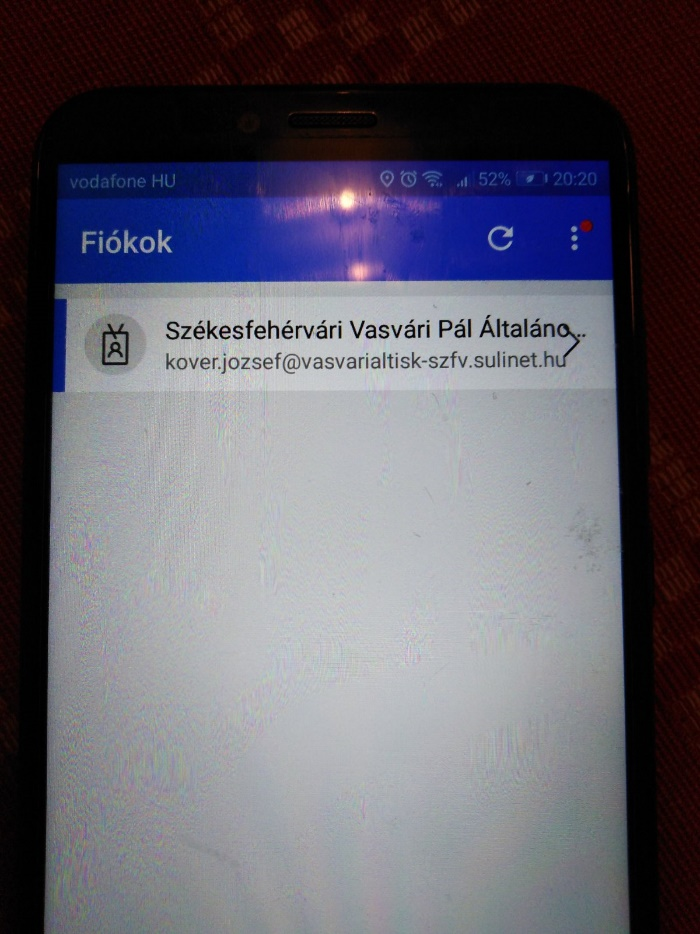 vodafone HU 52% 20:20
Fiókok
Székesfehérvári Vasvári Pál Általáno...
kover.jozsef@vasvarialtisk-szfv.sulinet.hu